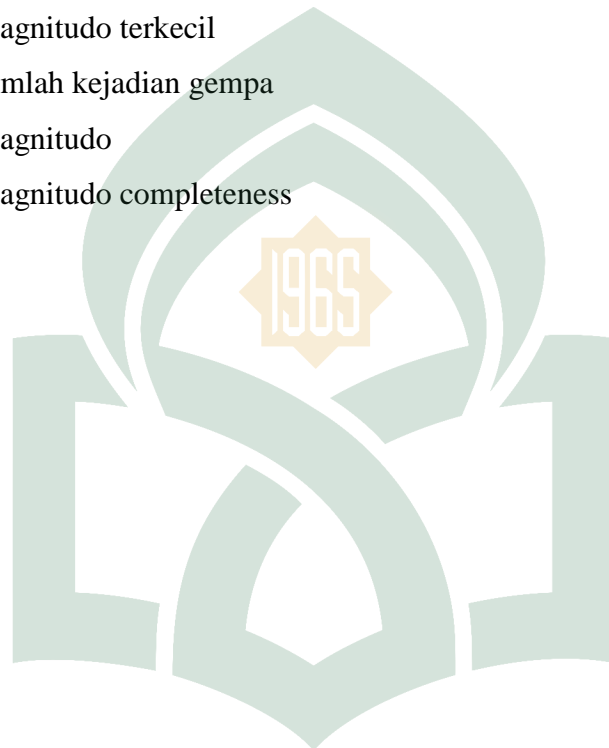 agnitudo terkecil
mlah kejadian gempa
agnitudo
agnitudo completeness
1965